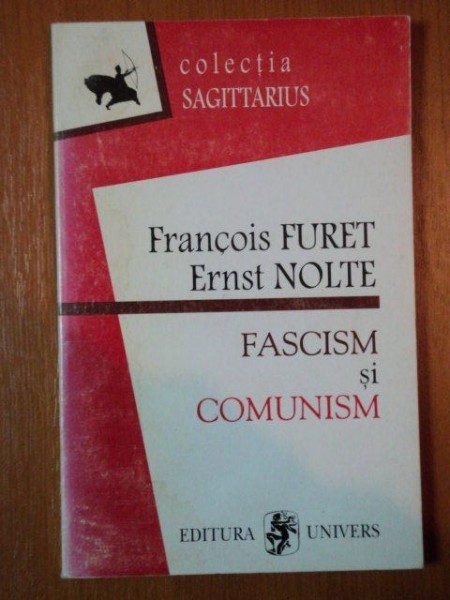 colecția
SAGITTARIUS
François FURET
Ernst NOLTE
FASCISM
și
COMUNISM
EDITURA UNIVERS